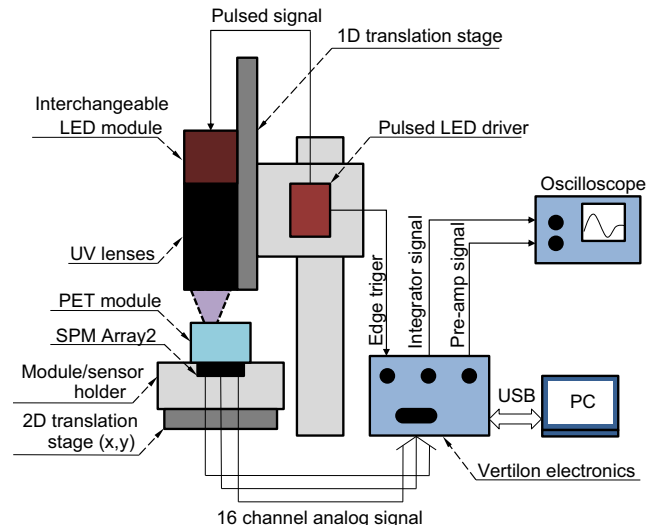 Pulsed signal
1D translation stage
Interchangeable
LED module
Pulsed LED driver
Oscilloscope
UV lenses
Edge triger
Integrator signal
Pre-amp signal
PET module
SPM Array2
Module/sensor
holder
2D translation
stage (x,y)
USB
PC
Vertilon electronics
16 channel analog signal